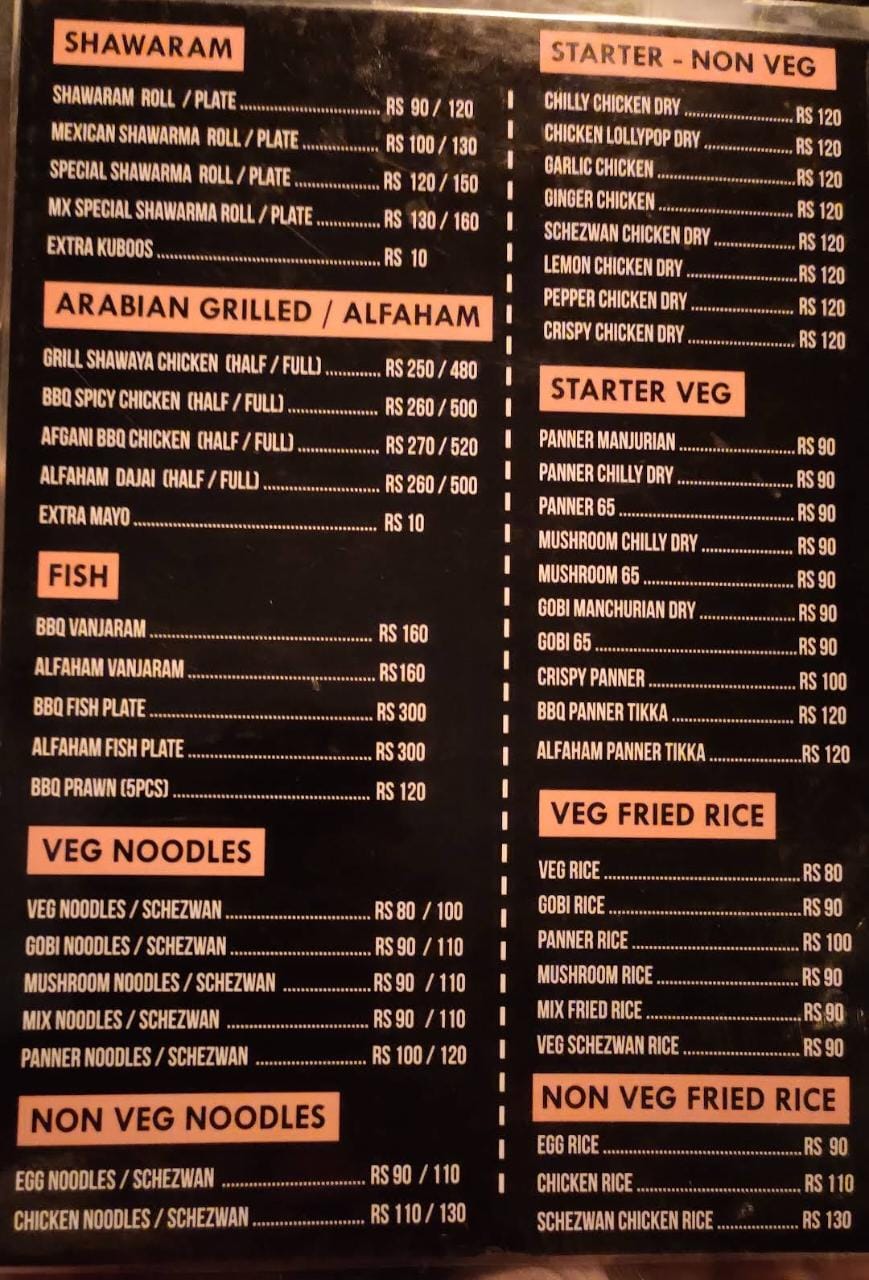 SHAWARAM
SHAWARAM ROLL / PLATE ........ RS 90 / 120
MEXICAN SHAWARMA ROLL / PLATE ........ RS 100 / 130
SPECIAL SHAWARMA ROLL / PLATE ........ RS 120 / 150
MX SPECIAL SHAWARMA ROLL / PLATE ........ RS 130 / 160
EXTRA KUBOOS ........ RS 10
ARABIAN GRILLED / ALFAHAM
GRILL SHAWAYA CHICKEN (HALF / FULL) ........ RS 250 / 480
BBQ SPICY CHICKEN (HALF / FULL) ........ RS 260 / 500
AFGANI BBQ CHICKEN (HALF / FULL) ........ RS 270 / 520
ALFAHAM DAJAI (HALF / FULL) ........ RS 260 / 500
EXTRA MAYO ........ RS 10
FISH
BBQ VANJARAM ........ RS 160
ALFAHAM VANJARAM ........ RS160
BBQ FISH PLATE ........ RS 300
ALFAHAM FISH PLATE ........ RS 300
BBQ PRAWN (5PCS) ........ RS 120
VEG NOODLES
VEG NOODLES / SCHEZWAN ........ RS 80 / 100
GOBI NOODLES / SCHEZWAN ........ RS 90 / 110
MUSHROOM NOODLES / SCHEZWAN ........ RS 90 / 110
MIX NOODLES / SCHEZWAN ........ RS 90 / 110
PANNER NOODLES / SCHEZWAN ........ RS 100 / 120
NON VEG NOODLES
EGG NOODLES / SCHEZWAN ........ RS 90 / 110
CHICKEN NOODLES / SCHEZWAN ........ RS 110 / 130
STARTER - NON VEG
CHILLY CHICKEN DRY ........ RS 120
CHICKEN LOLLYPOP DRY ........ RS 120
GARLIC CHICKEN ........ RS 120
GINGER CHICKEN ........ RS 120
SCHEZWAN CHICKEN DRY ........ RS 120
LEMON CHICKEN DRY ........ RS 120
PEPPER CHICKEN DRY ........ RS 120
CRISPY CHICKEN DRY ........ RS 120
STARTER VEG
PANNER MANJURIAN ........ RS 90
PANNER CHILLY DRY ........ RS 90
PANNER 65 ........ RS 90
MUSHROOM CHILLY DRY ........ RS 90
MUSHROOM 65 ........ RS 90
GOBI MANCHURIAN DRY ........ RS 90
GOBI 65 ........ RS 90
CRISPY PANNER ........ RS 100
BBQ PANNER TIKKA ........ RS 120
ALFAHAM PANNER TIKKA ........ RS 120
VEG FRIED RICE
VEG RICE ........ RS 80
GOBI RICE ........ RS 90
PANNER RICE ........ RS 100
MUSHROOM RICE ........ RS 90
MIX FRIED RICE ........ RS 90
VEG SCHEZWAN RICE ........ RS 90
NON VEG FRIED RICE
EGG RICE ........ RS 90
CHICKEN RICE ........ RS 110
SCHEZWAN CHICKEN RICE ........ RS 130